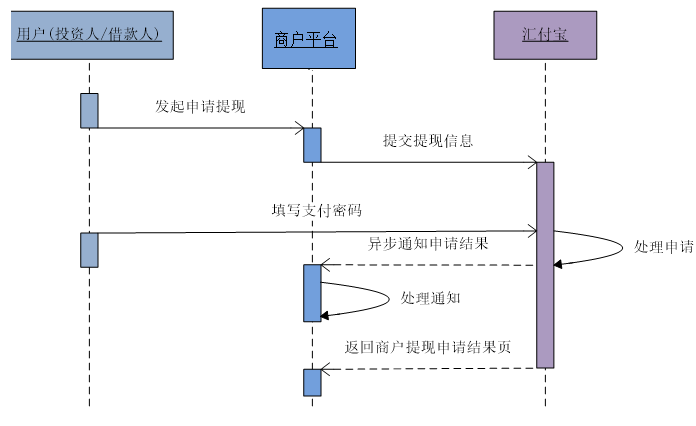 用户(投资人/借款人)
商户平台
汇付宝
发起申请提现
提交提现信息
填写支付密码
异步通知申请结果
处理申请
处理通知
返回商户提现申请结果页